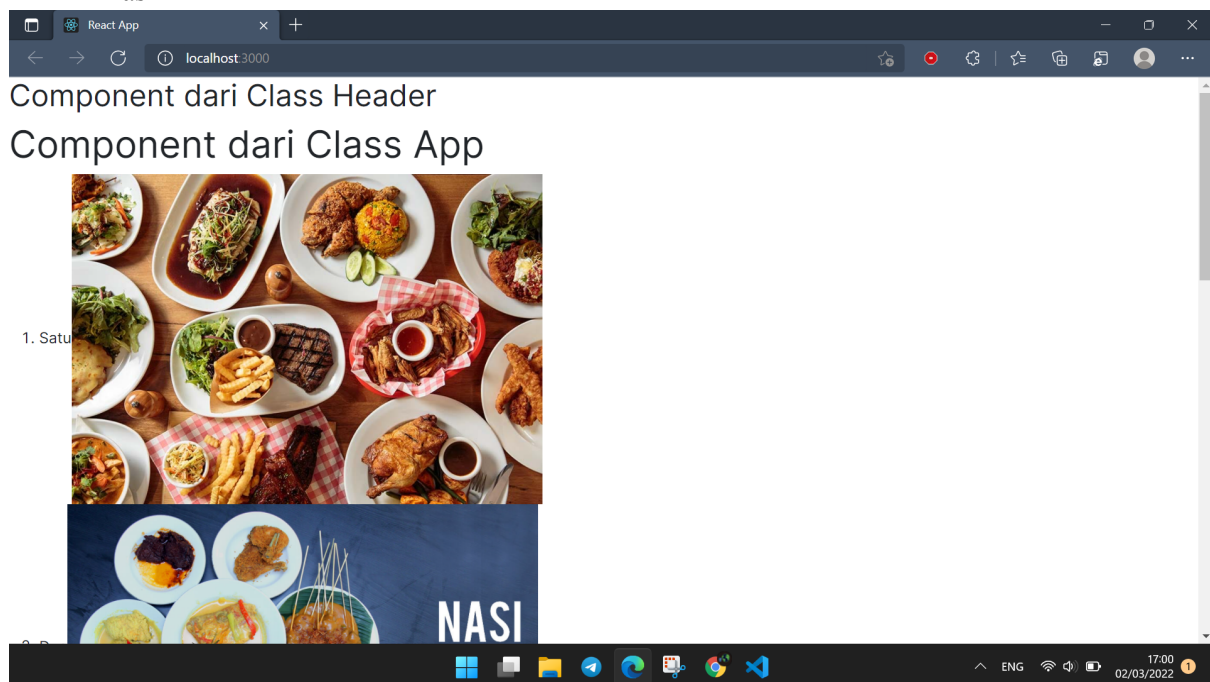 React App
localhost:3000
Component dari Class Header
Component dari Class App
1. Satu
NASI
ENG
17:00
02/03/2022
1